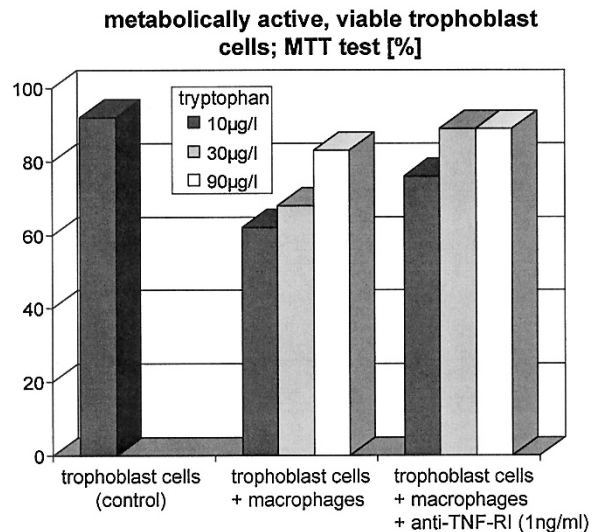 metabolically active, viable trophoblast
cells; MTT test [%]
100
80
60
40
20
0
tryptophan
10µg/l
30µg/l
90µg/l
trophoblast cells
(control)
trophoblast cells
+ macrophages
trophoblast cells
+ macrophages
+ anti-TNF-RI (1ng/ml)